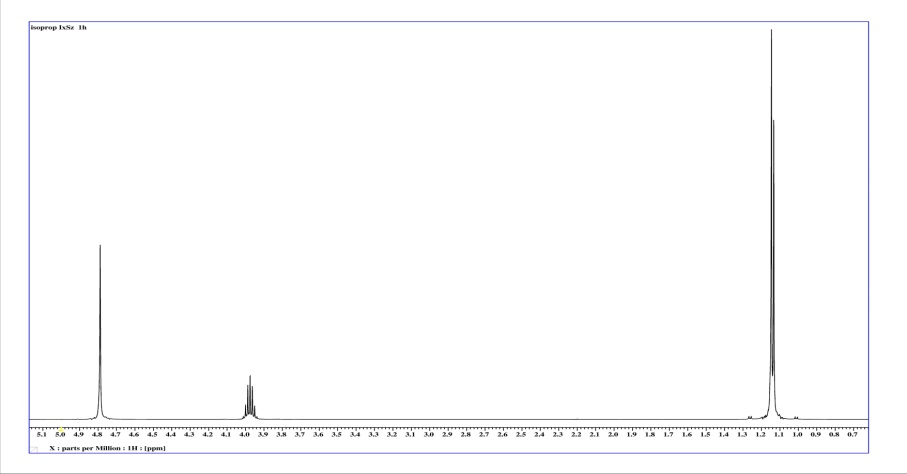 isoprop IxSz 1h
5.1 5.0 4.9 4.8 4.7 4.6 4.5 4.4 4.3 4.2 4.1 4.0 3.9 3.8 3.7 3.6 3.5 3.4 3.3 3.2 3.1 3.0 2.9 2.8 2.7 2.6 2.5 2.4 2.3 2.2 2.1 2.0 1.9 1.8 1.7 1.6 1.5 1.4 1.3 1.2 1.1 1.0 0.9 0.8 0.7
X : parts per Million : 1H : [ppm]